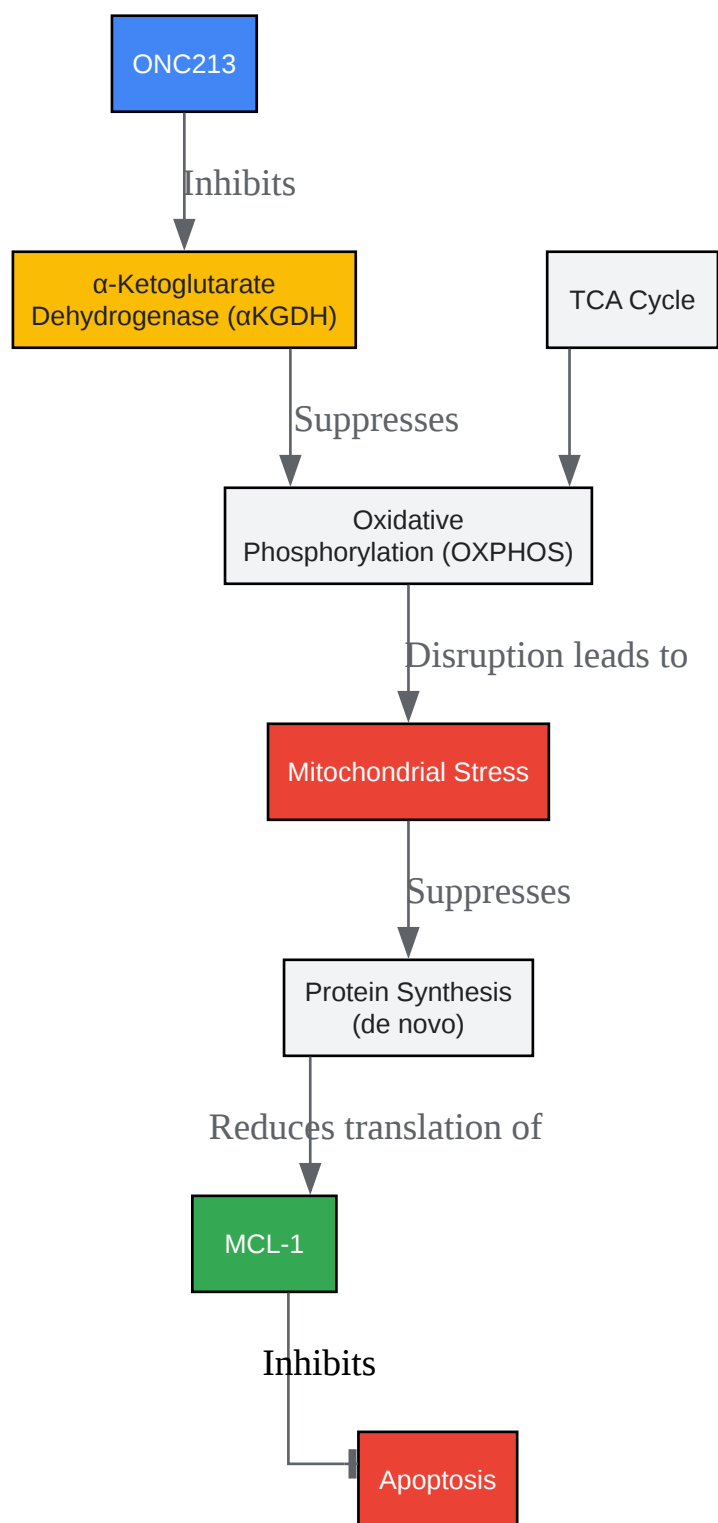 ONC213
Inhibits
α-Ketoglutarate
Dehydrogenase (αKGDH)
TCA Cycle
Suppresses
Oxidative
Phosphorylation (OXPHOS)
Disruption leads to
Mitochondrial Stress
Suppresses
Protein Synthesis
(de novo)
Reduces translation of
MCL-1
Inhibits
Apoptosis